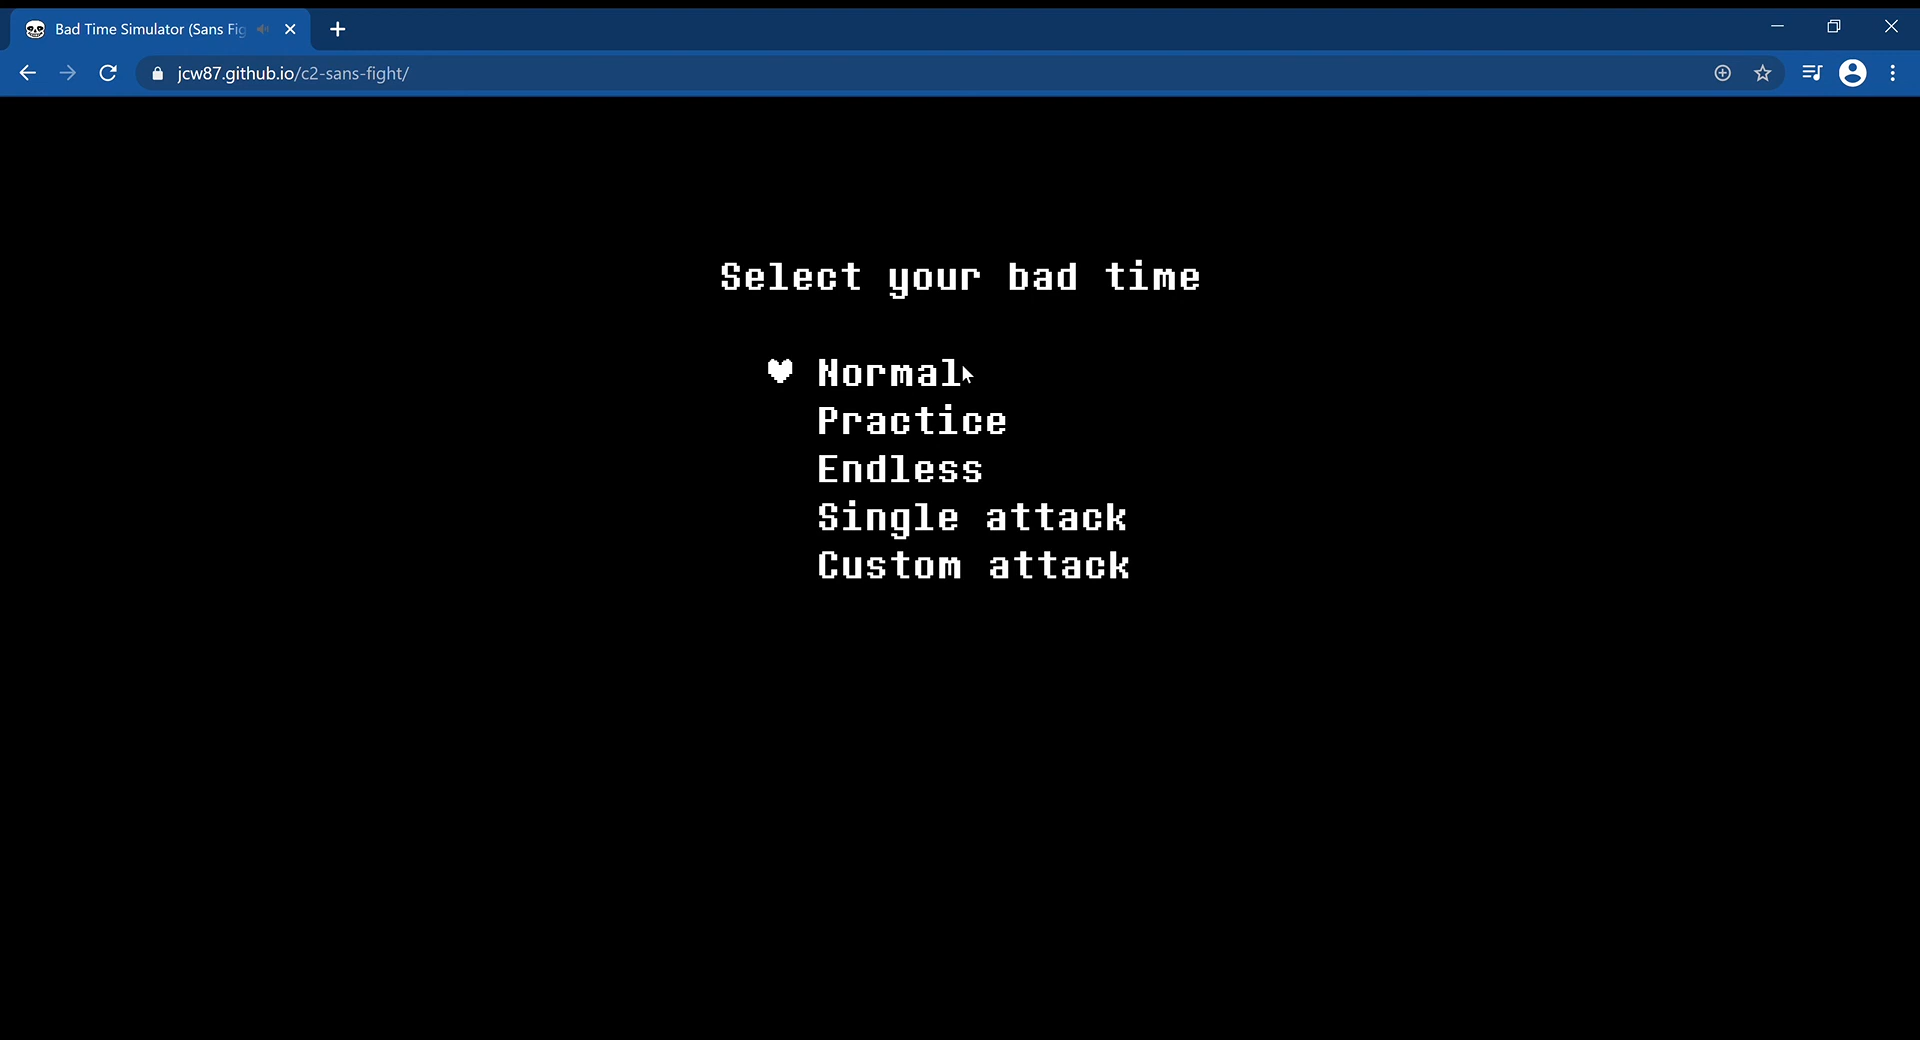 Bad Time Simulator (Sans Fig
jcw87.github.io/c2-sans-fight/
Select your bad time
Normal
Practice
Endless
Single attack
Custom attack